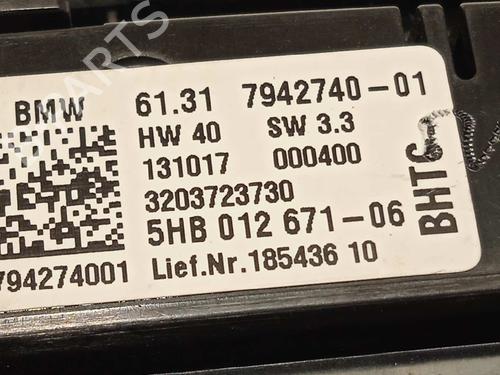 BMW
61.31 7942740-01
HW 40 SW 3.3
131017 000400
3203723730
5HB 012 671-06
794274001
Lief.Nr.185436 10
BHTC
PARTS